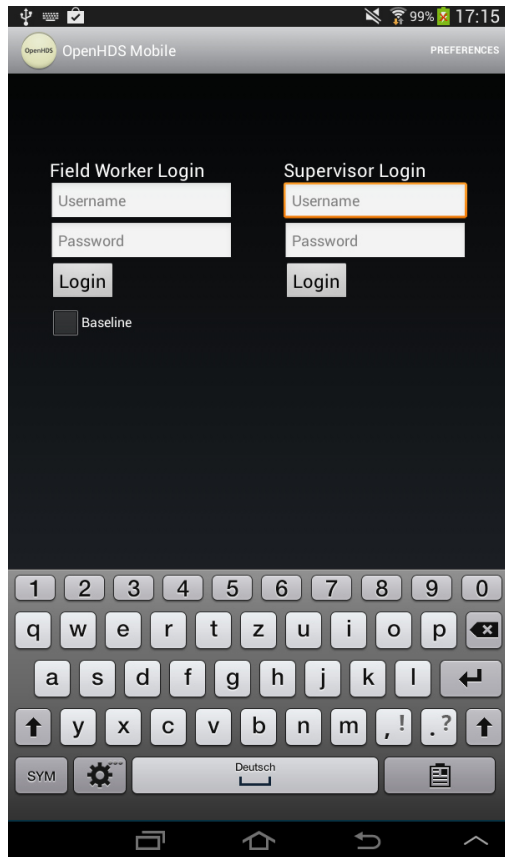 99% 17:15
OpenHDS OpenHDS Mobile PREFERENCES
Field Worker Login Supervisor Login
Username Username
Password Password
Login Login
Baseline
1 2 3 4 5 6 7 8 9 0
q w e r t z u i o p
a s d f g h j k l
y x c v b n m , ! . ?
SYM Deutsch